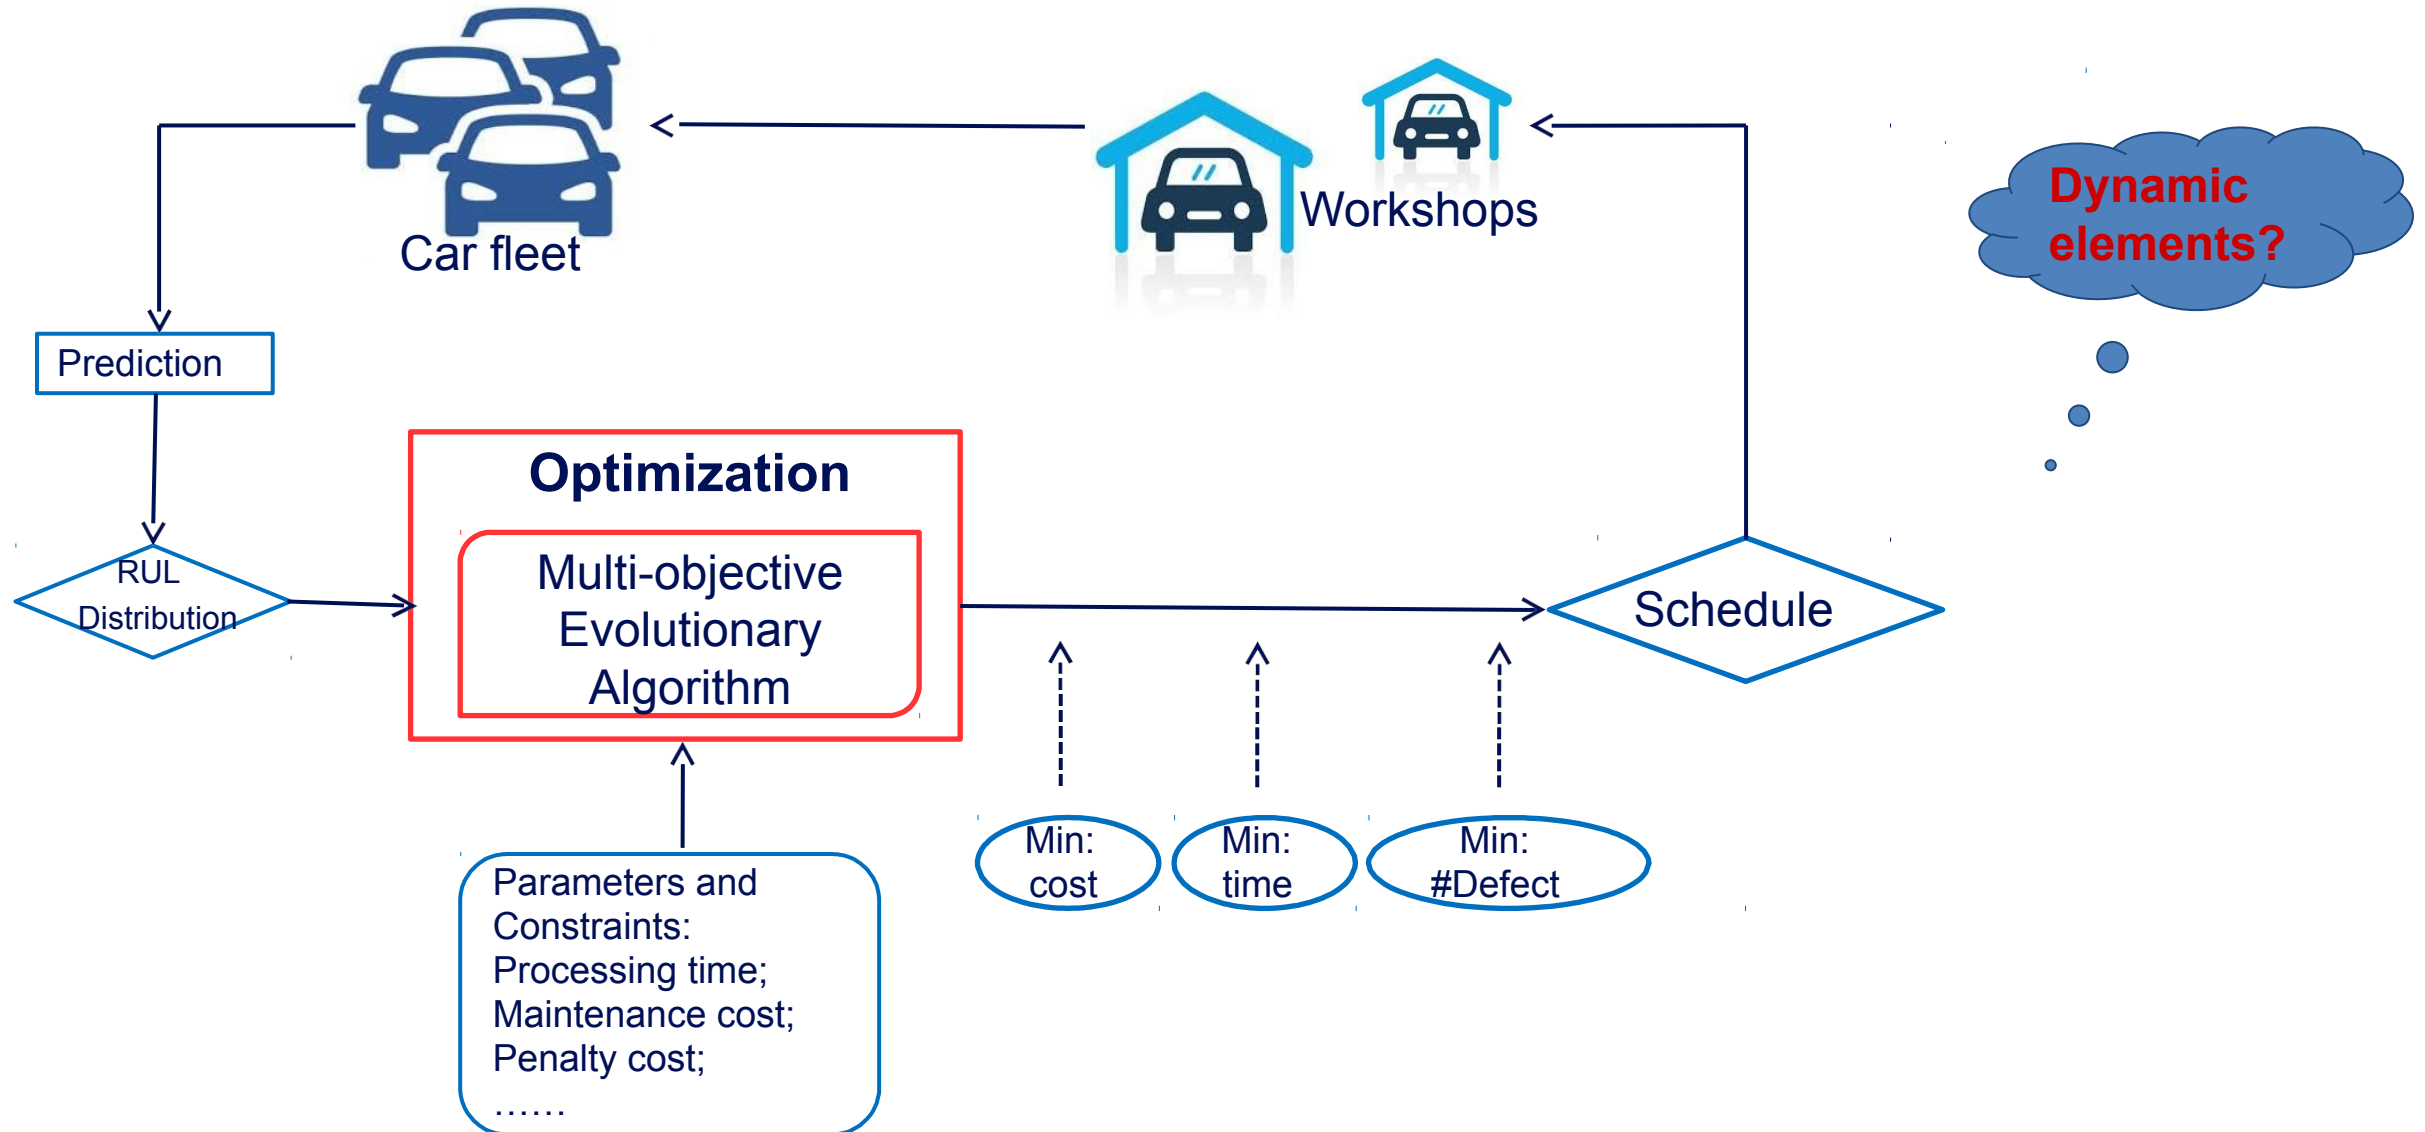 Car fleet
Workshops
Dynamic
elements?
Prediction
RUL
Distribution
Optimization
Multi-objective
Evolutionary
Algorithm
Schedule
Parameters and
Constraints:
Processing time;
Maintenance cost;
Penalty cost;
……
Min:
cost
Min:
time
Min:
#Defect